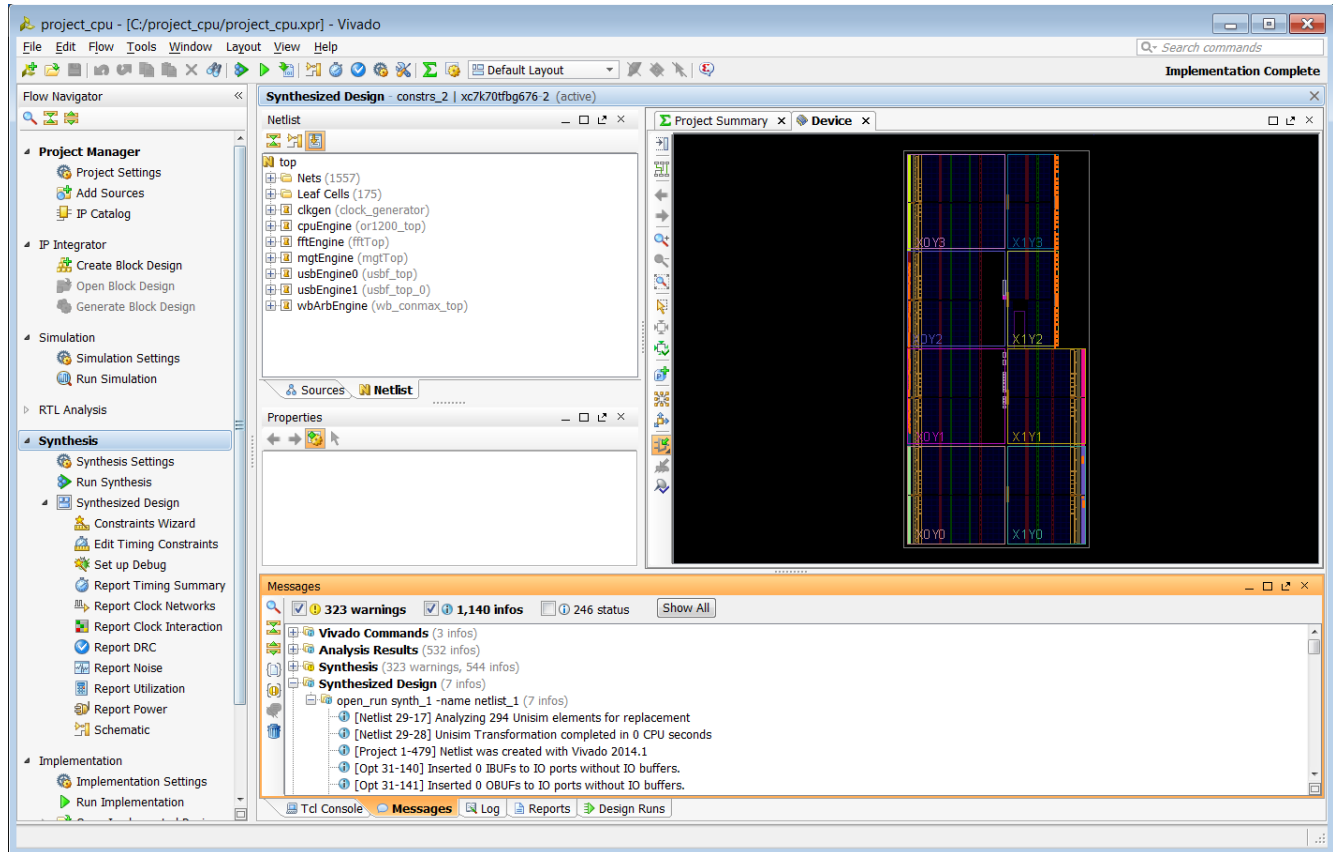 project_cpu - [C:/project_cpu/project_cpu.xpr] - Vivado
File Edit Flow Tools Window Layout View Help
Q- Search commands
Default Layout
Implementation Complete
Flow Navigator
Project Manager
Project Settings
Add Sources
IP Catalog
IP Integrator
Create Block Design
Open Block Design
Generate Block Design
Simulation
Simulation Settings
Run Simulation
RTL Analysis
Synthesis
Synthesis Settings
Run Synthesis
Synthesized Design
Constraints Wizard
Edit Timing Constraints
Set up Debug
Report Timing Summary
Report Clock Networks
Report Clock Interaction
Report DRC
Report Noise
Report Utilization
Report Power
Schematic
Implementation
Implementation Settings
Run Implementation
Synthesized Design - constrs_2 | xc7k70tfbg676-2 (active)
Netlist
top
Nets (1557)
Leaf Cells (175)
clkgen (clock_generator)
cpuEngine (or1200_top)
fftEngine (fftTop)
mgtEngine (mgtTop)
usbEngine0 (usbf_top)
usbEngine1 (usbf_top_0)
wbArbEngine (wb_conmax_top)
Sources Netlist
Properties
Project Summary Device
X0Y3 X1Y3
X0Y2 X1Y2
X0Y1 X1Y1
X0Y0 X1Y0
Messages
323 warnings 1,140 infos 246 status Show All
Vivado Commands (3 infos)
Analysis Results (532 infos)
Synthesis (323 warnings, 544 infos)
Synthesized Design (7 infos)
open_run synth_1 -name netlist_1 (7 infos)
[Netlist 29-17] Analyzing 294 Unisim elements for replacement
[Netlist 29-28] Unisim Transformation completed in 0 CPU seconds
[Project 1-479] Netlist was created with Vivado 2014.1
[Opt 31-140] Inserted 0 IBUFs to IO ports without IO buffers.
[Opt 31-141] Inserted 0 OBUFs to IO ports without IO buffers.
Tcl Console Messages Log Reports Design Runs